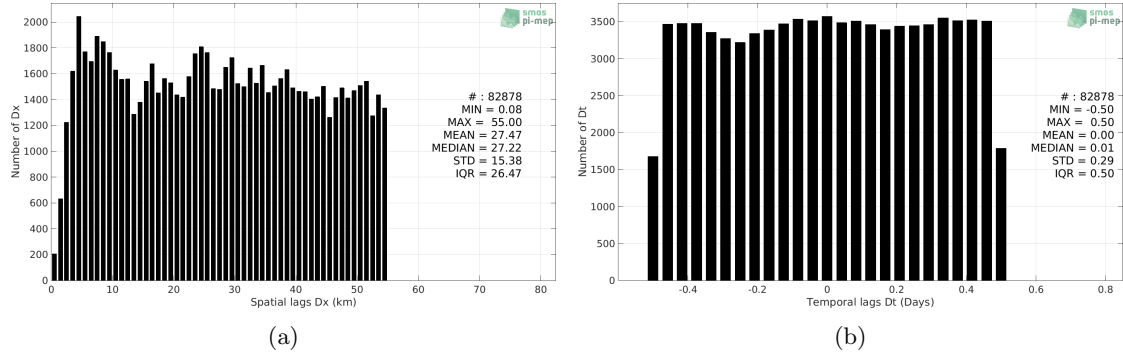 smos
pi-mep
2000
1800
1600
1400
1200
1000
800
600
400
200
0
Number of Dx
# : 82878
MIN = 0.08
MAX = 55.00
MEAN = 27.47
MEDIAN = 27.22
STD = 15.38
IQR = 26.47
0 10 20 30 40 50 60 70 80
Spatial lags Dx (km)
(a)
smos
pi-mep
3500
3000
2500
2000
1500
1000
500
0
Number of Dt
# : 82878
MIN = -0.50
MAX = 0.50
MEAN = 0.00
MEDIAN = 0.01
STD = 0.29
IQR = 0.50
-0.4 -0.2 0 0.2 0.4 0.6 0.8
Temporal lags Dt (Days)
(b)